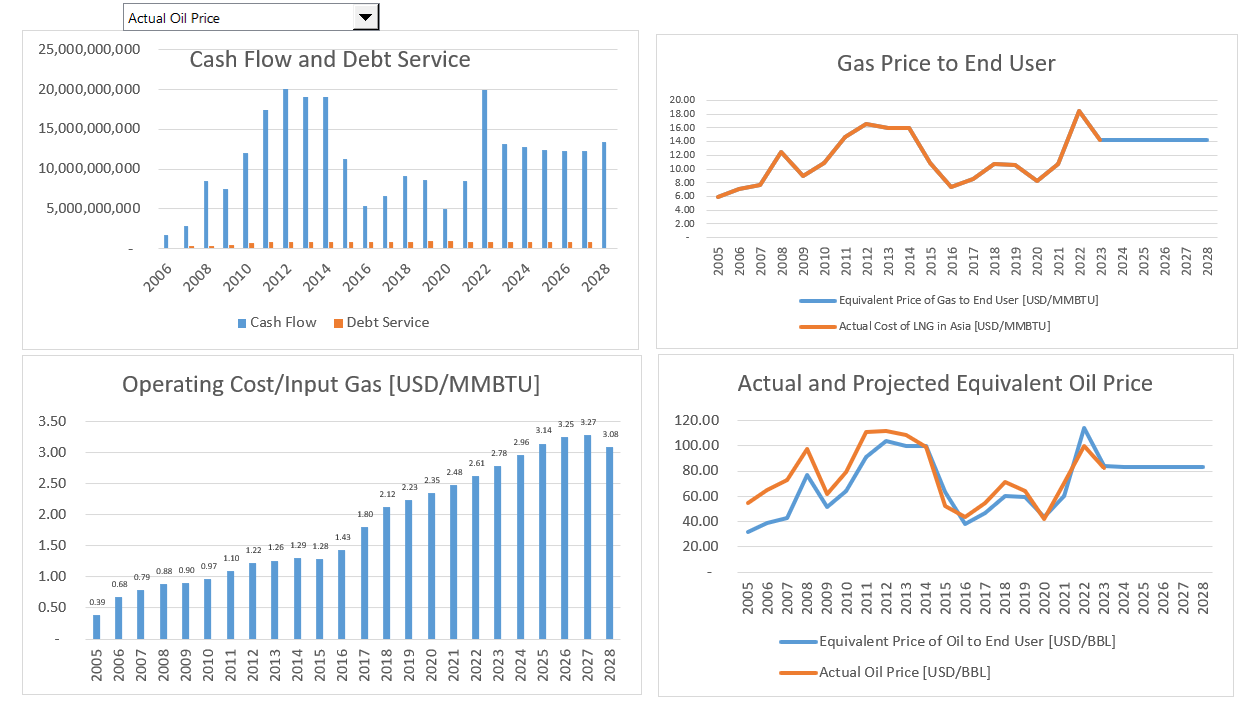 Actual Oil Price
Cash Flow and Debt Service
25,000,000,000
20,000,000,000
15,000,000,000
10,000,000,000
5,000,000,000
-
2006 2008 2010 2012 2014 2016 2018 2020 2022 2024 2026 2028
Cash Flow Debt Service
Gas Price to End User
20.00
18.00
16.00
14.00
12.00
10.00
8.00
6.00
4.00
2.00
-
2005 2006 2007 2008 2009 2010 2011 2012 2013 2014 2015 2016 2017 2018 2019 2020 2021 2022 2023 2024 2025 2026 2027 2028
Equivalent Price of Gas to End User [USD/MMBTU]
Actual Cost of LNG in Asia [USD/MMBTU]
Operating Cost/Input Gas [USD/MMBTU]
3.50
3.00
2.50
2.00
1.50
1.00
0.50
-
0.39 0.68 0.79 0.88 0.90 0.97 1.10 1.22 1.26 1.29 1.28 1.43 1.80 2.12 2.23 2.35 2.48 2.61 2.78 2.96 3.14 3.25 3.27 3.08
2005 2006 2007 2008 2009 2010 2011 2012 2013 2014 2015 2016 2017 2018 2019 2020 2021 2022 2023 2024 2025 2026 2027 2028
Actual and Projected Equivalent Oil Price
120.00
100.00
80.00
60.00
40.00
20.00
-
2005 2006 2007 2008 2009 2010 2011 2012 2013 2014 2015 2016 2017 2018 2019 2020 2021 2022 2023 2024 2025 2026 2027 2028
Equivalent Price of Oil to End User [USD/BBL]
Actual Oil Price [USD/BBL]